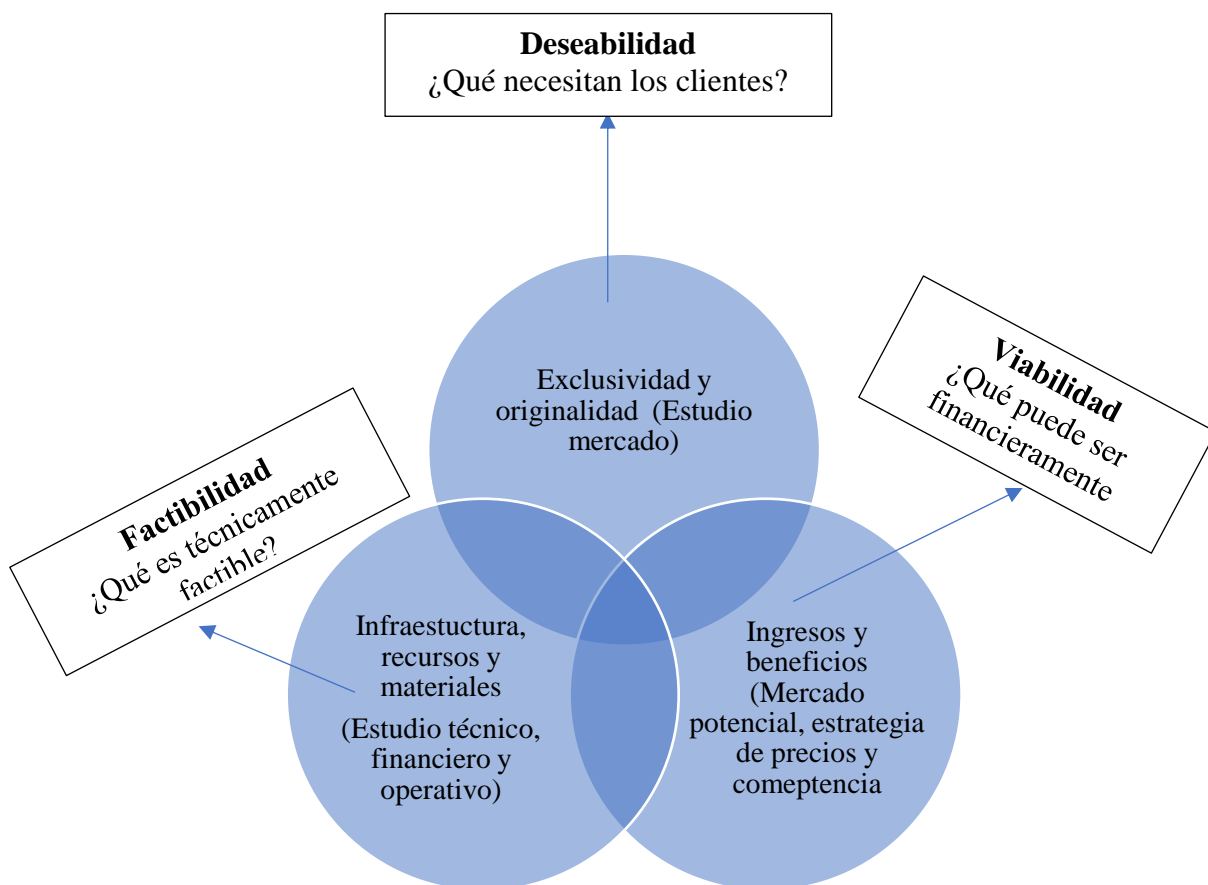 Deseabilidad
¿Qué necesitan los clientes?
Exclusividad y
originalidad (Estudio
mercado)
Viabilidad
¿Qué puede ser
financieramente
Factibilidad
¿Qué es técnicamente
factible?
Infraestuctura,
recursos y
materiales
(Estudio técnico,
financiero y
operativo)
Ingresos y
beneficios
(Mercado
potencial, estrategia
de precios y
comeptencia